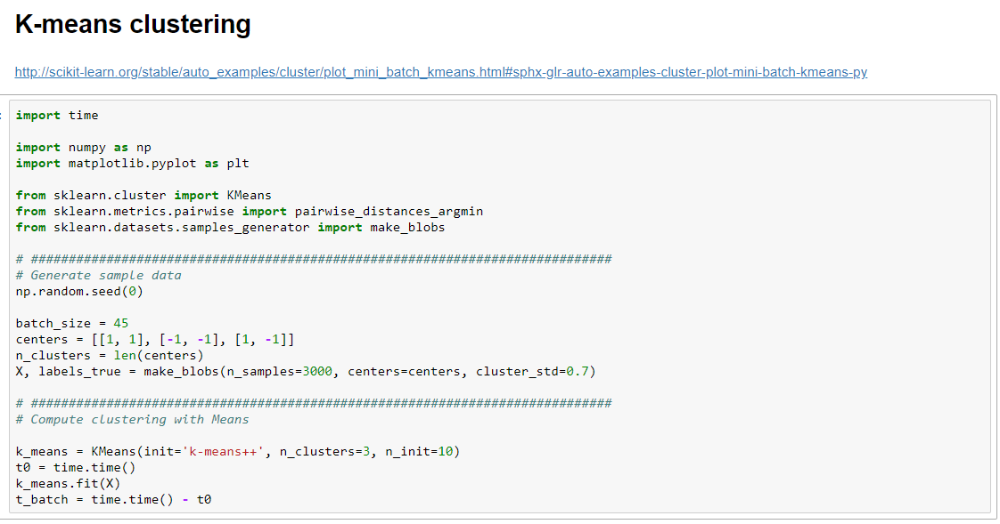 K-means clustering
http://scikit-learn.org/stable/auto_examples/cluster/plot_mini_batch_kmeans.html#sphx-glr-auto-examples-cluster-plot-mini-batch-kmeans-py
import time
import numpy as np
import matplotlib.pyplot as plt
from sklearn.cluster import KMeans
from sklearn.metrics.pairwise import pairwise_distances_argmin
from sklearn.datasets.samples_generator import make_blobs
# #############################################################################
# Generate sample data
np.random.seed(0)
batch_size = 45
centers = [[1, 1], [-1, -1], [1, -1]]
n_clusters = len(centers)
X, labels_true = make_blobs(n_samples=3000, centers=centers, cluster_std=0.7)
# #############################################################################
# Compute clustering with Means
k_means = KMeans(init='k-means++', n_clusters=3, n_init=10)
t0 = time.time()
k_means.fit(X)
t_batch = time.time() - t0